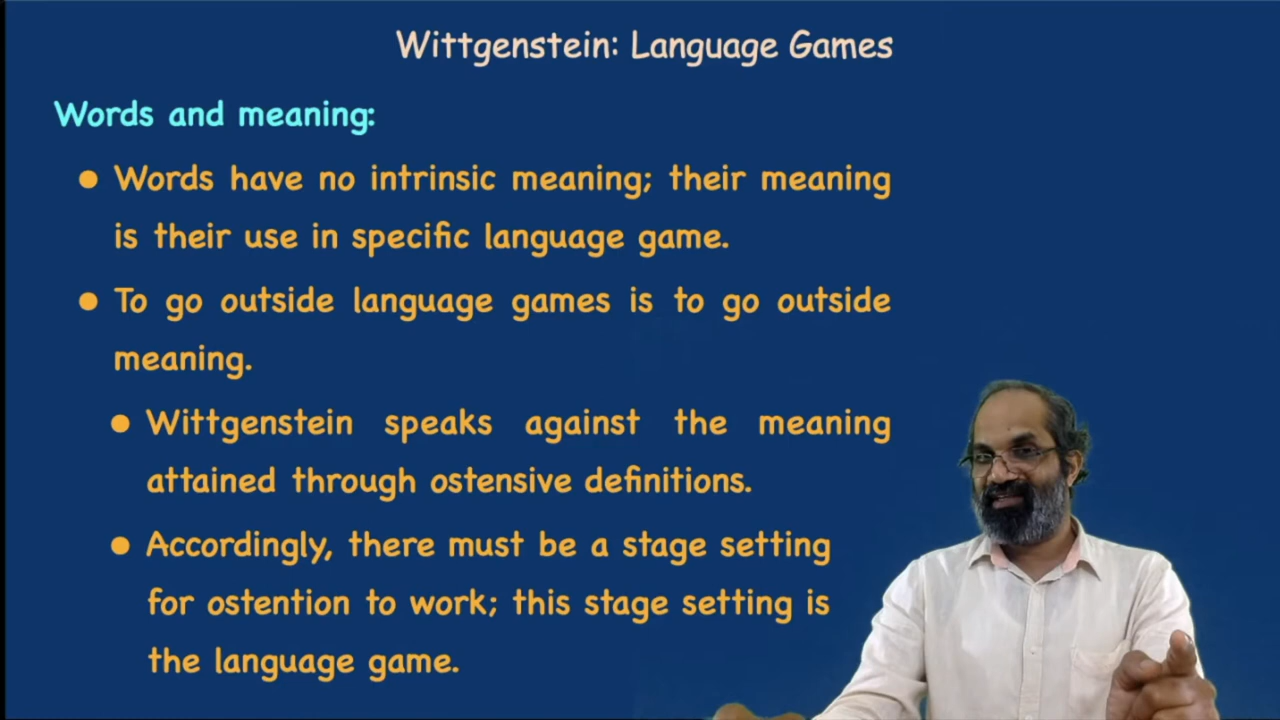 Wittgenstein: Language Games
Words and meaning:
● Words have no intrinsic meaning; their meaning
is their use in specific language game.
● To go outside language games is to go outside
meaning.
● Wittgenstein speaks against the meaning
attained through ostensive definitions.
● Accordingly, there must be a stage setting
for ostention to work; this stage setting is
the language game.